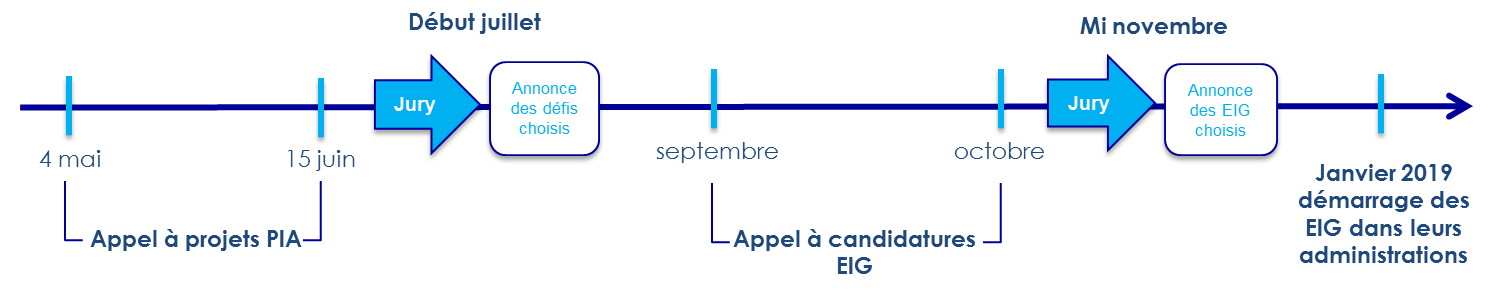 Début juillet
Mi novembre
Jury
Annonce
des défis
choisis
Jury
Annonce
des EIG
choisis
4 mai
15 juin
septembre
octobre
Appel à projets PIA
Appel à candidatures
EIG
Janvier 2019
démarrage des
EIG dans leurs
administrations